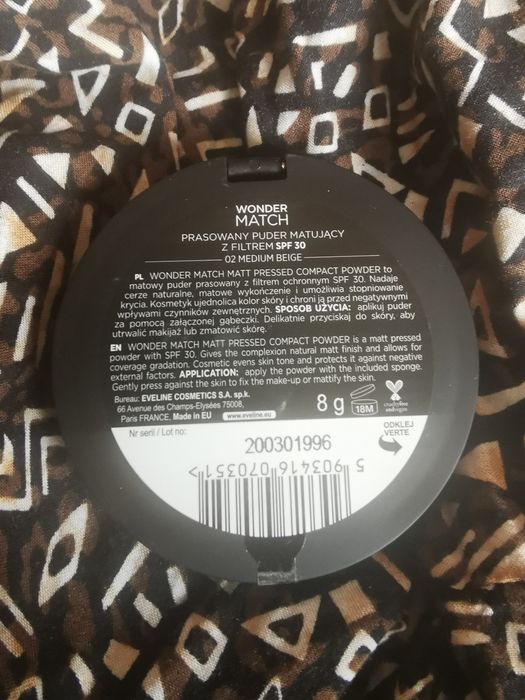 WONDER
MATCH
PRASOWANY PUDER MATUJĄCY
Z FILTREM SPF 30
02 MEDIUM BEIGE
PL WONDER MATCH MATT PRESSED COMPACT POWDER to
matowy puder prasowany z filtrem ochronnym SPF 30. Nadaje
cerze naturalne, matowe wykończenie i umożliwia stopniowanie
krycia. Kosmetyk ujednolica kolor skóry i chroni ją przed negatywnymi
wpływami czynników zewnętrznych. SPOSÓB UŻYCIA: aplikuj puder
za pomocą załączonej gąbeczki. Delikatnie przyciskaj do skóry, aby
utrwalić makijaż lub zmatowić skórę.
EN WONDER MATCH MATT PRESSED COMPACT POWDER is a matt pressed
powder with SPF 30. Gives the complexion natural matt finish and allows for
coverage gradation. Cosmetic evens skin tone and protects it against negative
external factors. APPLICATION: apply the powder with the included sponge.
Gently press against the skin to fix the make-up or mattify the skin.
Bureau: EVELINE COSMETICS S.A. sp.k.
66 Avenue des Champs-Elysées 75008,
Paris FRANCE. Made in EU
www.eveline.eu
8 g
18M
crueltyfree
andvegan
Nr serii / Lot no:
ODKLEJ
VERTE
200301996
5 903416 070351 >